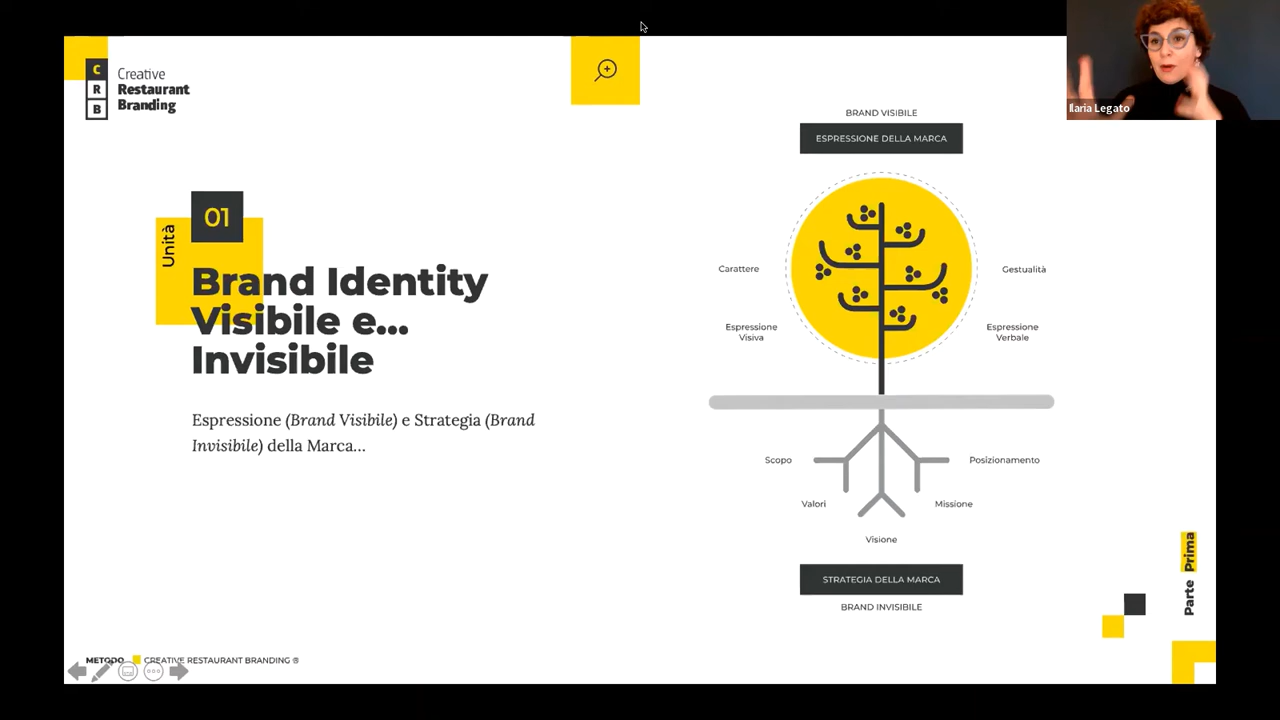 C
R
B
Creative
Restaurant
Branding
Ilaria Legato
01
Unità
Brand Identity
Visibile e...
Invisibile
Espressione (Brand Visibile) e Strategia (Brand
Invisibile) della Marca...
BRAND VISIBILE
ESPRESSIONE DELLA MARCA
Carattere
Gestualità
Espressione
Visiva
Espressione
Verbale
Scopo
Posizionamento
Valori
Missione
Visione
STRATEGIA DELLA MARCA
BRAND INVISIBILE
Parte Prima
METODO CREATIVE RESTAURANT BRANDING ®